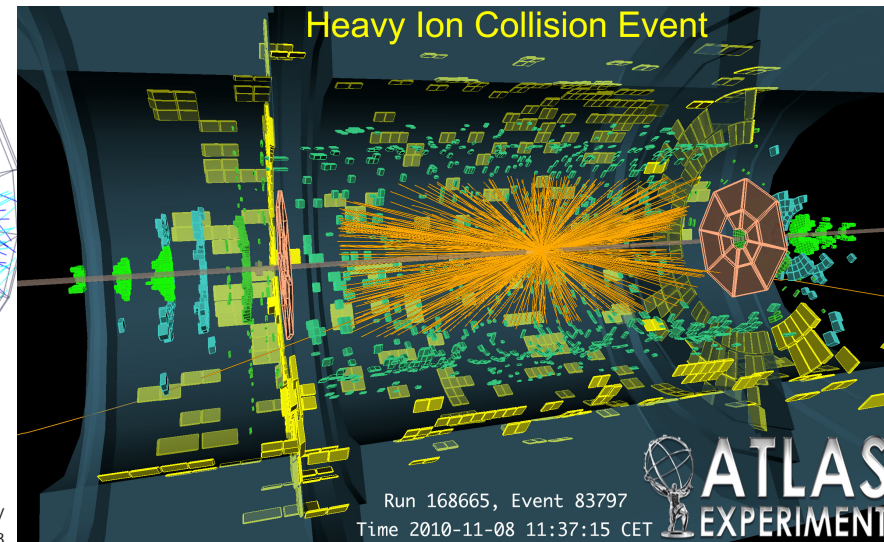 Heavy Ion Collision Event
Run 168665, Event 83797
Time 2010-11-08 11:37:15 CET
ATLAS
EXPERIMENT